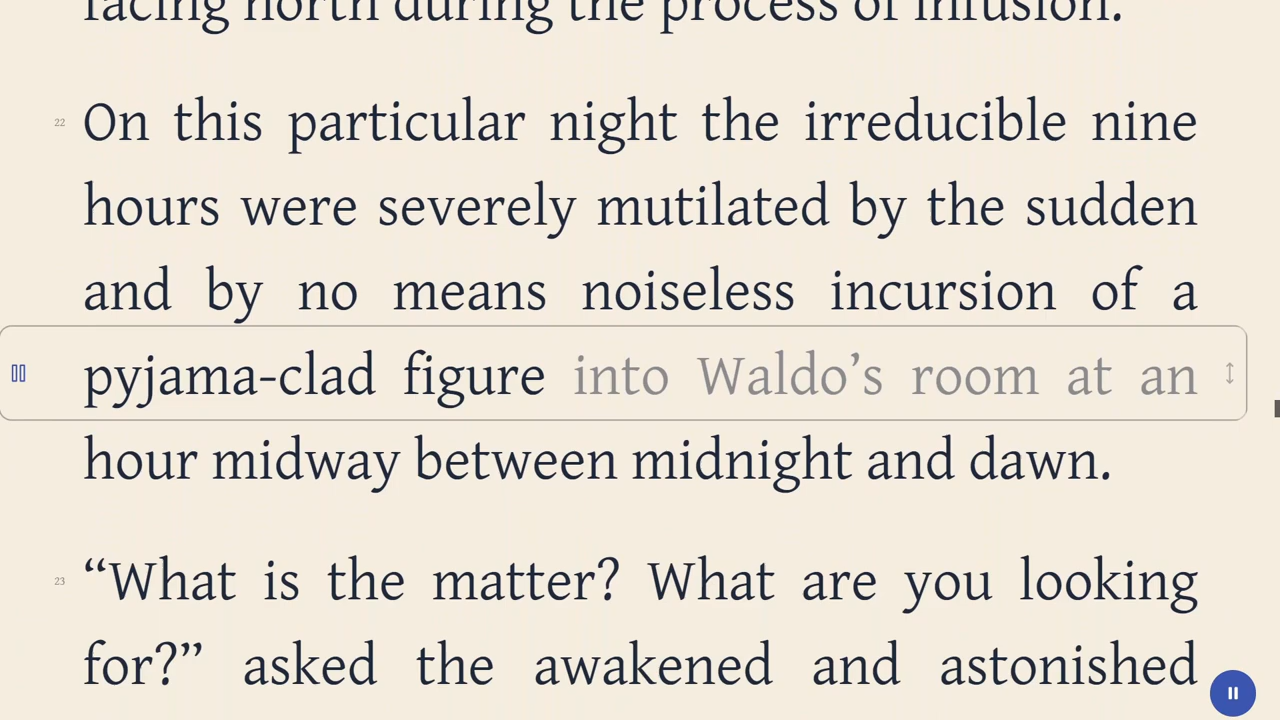 facing north during the process of infusion.
22
On this particular night the irreducible nine
hours were severely mutilated by the sudden
and by no means noiseless incursion of a
pyjama-clad figure into Waldo’s room at an
hour midway between midnight and dawn.
23
“What is the matter? What are you looking
for?” asked the awakened and astonished